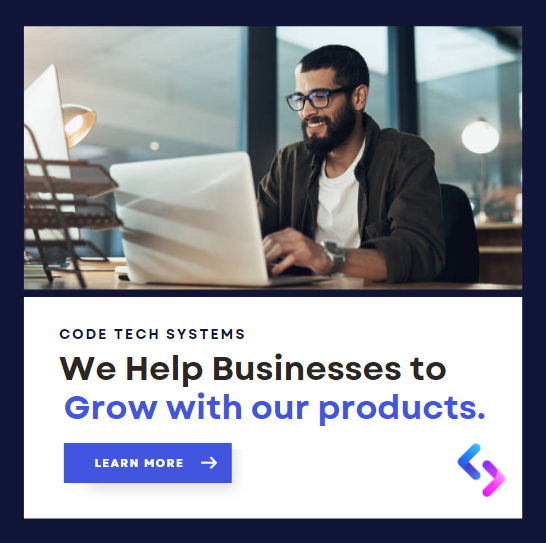 CODE TECH SYSTEMS
We Help Businesses to
Grow with our products.
LEARN MORE →